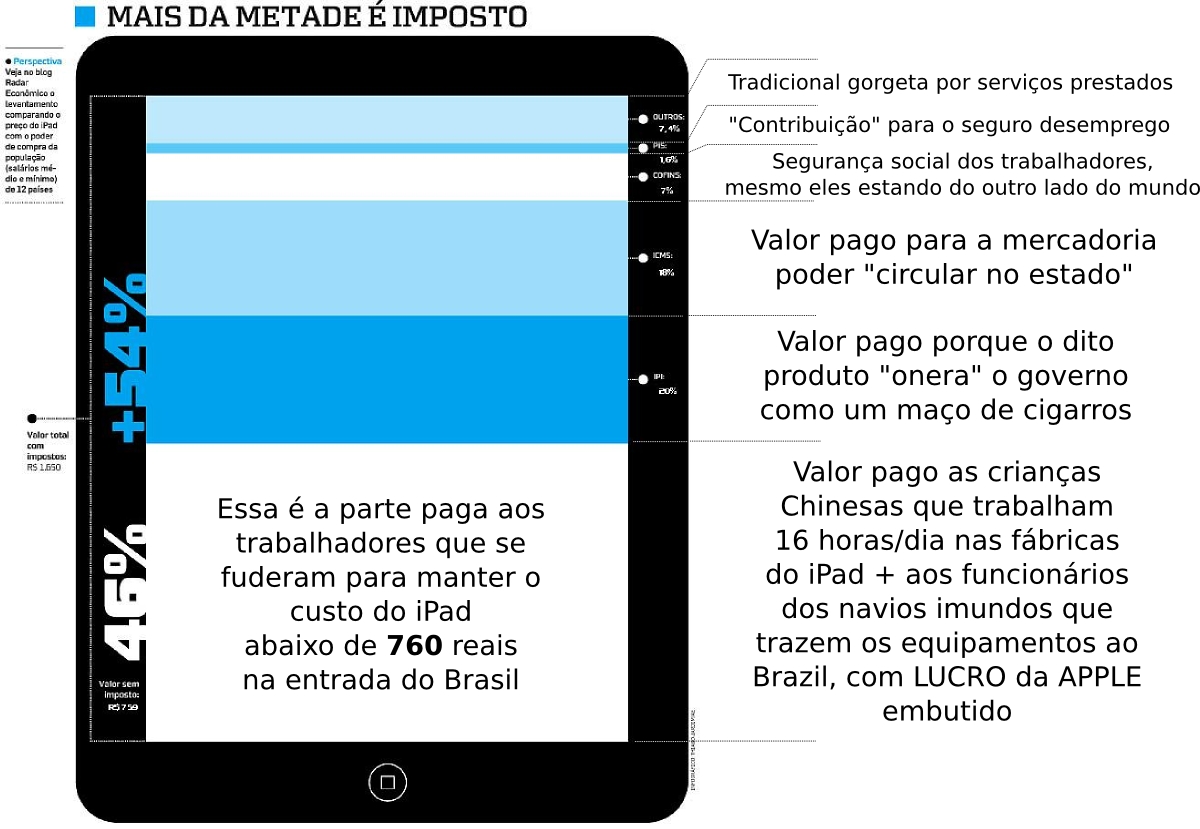 MAIS DA METADE É IMPOSTO
● Perspectiva
Veja no blog
Radar
Econômico o
levantamento
comparando o
preço do iPad
com o poder
de compra da
população
(salários mé-
dio e mínimo)
de 12 países
OUTROS:
7,4%
PIS:
1,6%
COFINS:
7%
ICMS:
18%
IPI:
20%
Tradicional gorgeta por serviços prestados
"Contribuição" para o seguro desemprego
Segurança social dos trabalhadores,
mesmo eles estando do outro lado do mundo
Valor pago para a mercadoria
poder "circular no estado"
Valor pago porque o dito
produto "onera" o governo
como um maço de cigarros
Valor pago as crianças
Chinesas que trabalham
16 horas/dia nas fábricas
do iPad + aos funcionários
dos navios imundos que
trazem os equipamentos ao
Brazil, com LUCRO da APPLE
embutido
+54%
Valor total
com
impostos:
R$ 1.650
46%
Valor sem
imposto:
R$ 759
Essa é a parte paga aos
trabalhadores que se
fuderam para manter o
custo do iPad
abaixo de 760 reais
na entrada do Brasil